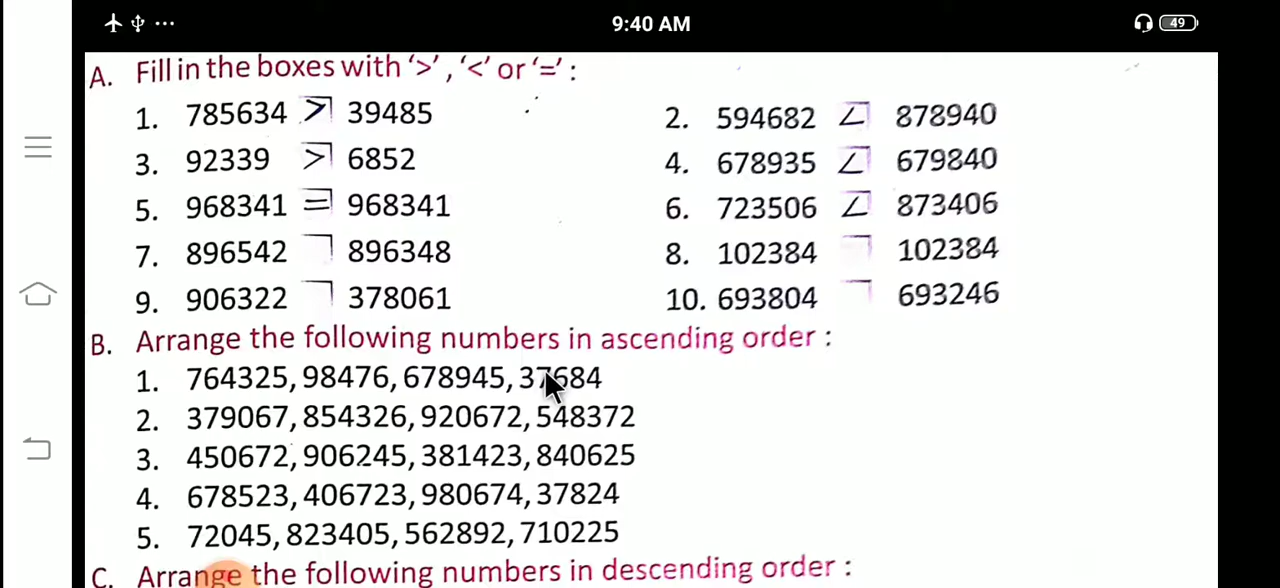 9:40 AM
49
A. Fill in the boxes with '>', '<' or '=' :
1. 785634 > 39485 2. 594682 < 878940
3. 92339 > 6852 4. 678935 < 679840
5. 968341 = 968341 6. 723506 < 873406
7. 896542 896348 8. 102384 102384
9. 906322 378061 10. 693804 693246
B. Arrange the following numbers in ascending order :
1. 764325, 98476, 678945, 37684
2. 379067, 854326, 920672, 548372
3. 450672, 906245, 381423, 840625
4. 678523, 406723, 980674, 37824
5. 72045, 823405, 562892, 710225
C. Arrange the following numbers in descending order :